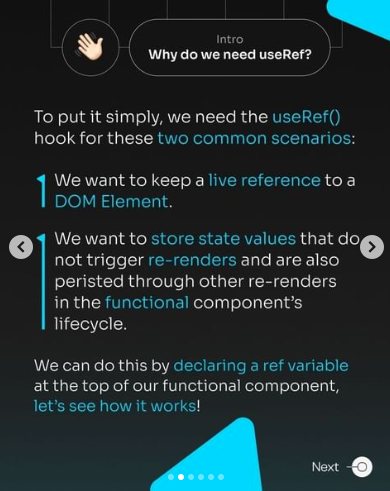 Intro
Why do we need useRef?
To put it simply, we need the useRef()
hook for these two common scenarios:
We want to keep a live reference to a
DOM Element.
We want to store state values that do
not trigger re-renders and are also
peristed through other re-renders
in the functional component's
lifecycle.
We can do this by declaring a ref variable
at the top of our functional component,
let's see how it works!
Next